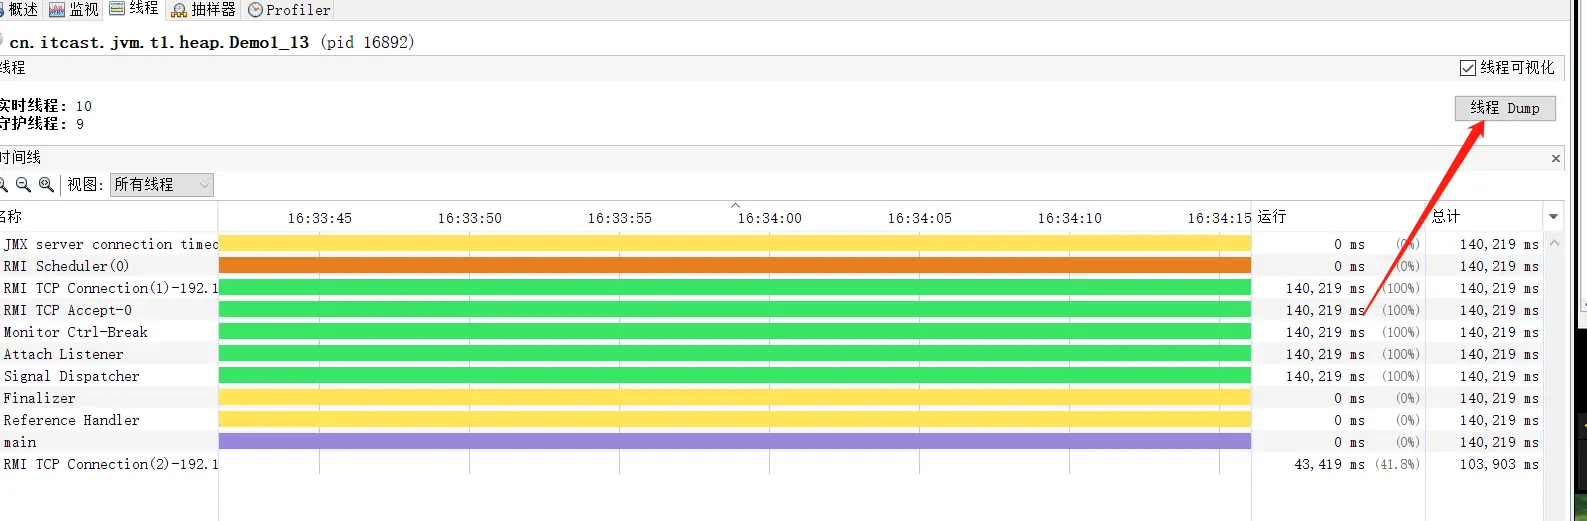 概述 监视 线程 抽样器 Profiler
cn.itcast.jvm.t1.heap.Demo1_13 (pid 16892)
线程 线程可视化
实时线程: 10
守护线程: 9
线程 Dump
时间线
视图: 所有线程
名称 16:33:45 16:33:50 16:33:55 16:34:00 16:34:05 16:34:10 16:34:15 运行 总计
JMX server connection timeo 0 ms (0%) 140,219 ms
RMI Scheduler(0) 0 ms (0%) 140,219 ms
RMI TCP Connection(1)-192.1 140,219 ms (100%) 140,219 ms
RMI TCP Accept-0 140,219 ms (100%) 140,219 ms
Monitor Ctrl-Break 140,219 ms (100%) 140,219 ms
Attach Listener 140,219 ms (100%) 140,219 ms
Signal Dispatcher 140,219 ms (100%) 140,219 ms
Finalizer 0 ms (0%) 140,219 ms
Reference Handler 0 ms (0%) 140,219 ms
main 0 ms (0%) 140,219 ms
RMI TCP Connection(2)-192.1 43,419 ms (41.8%) 103,903 ms